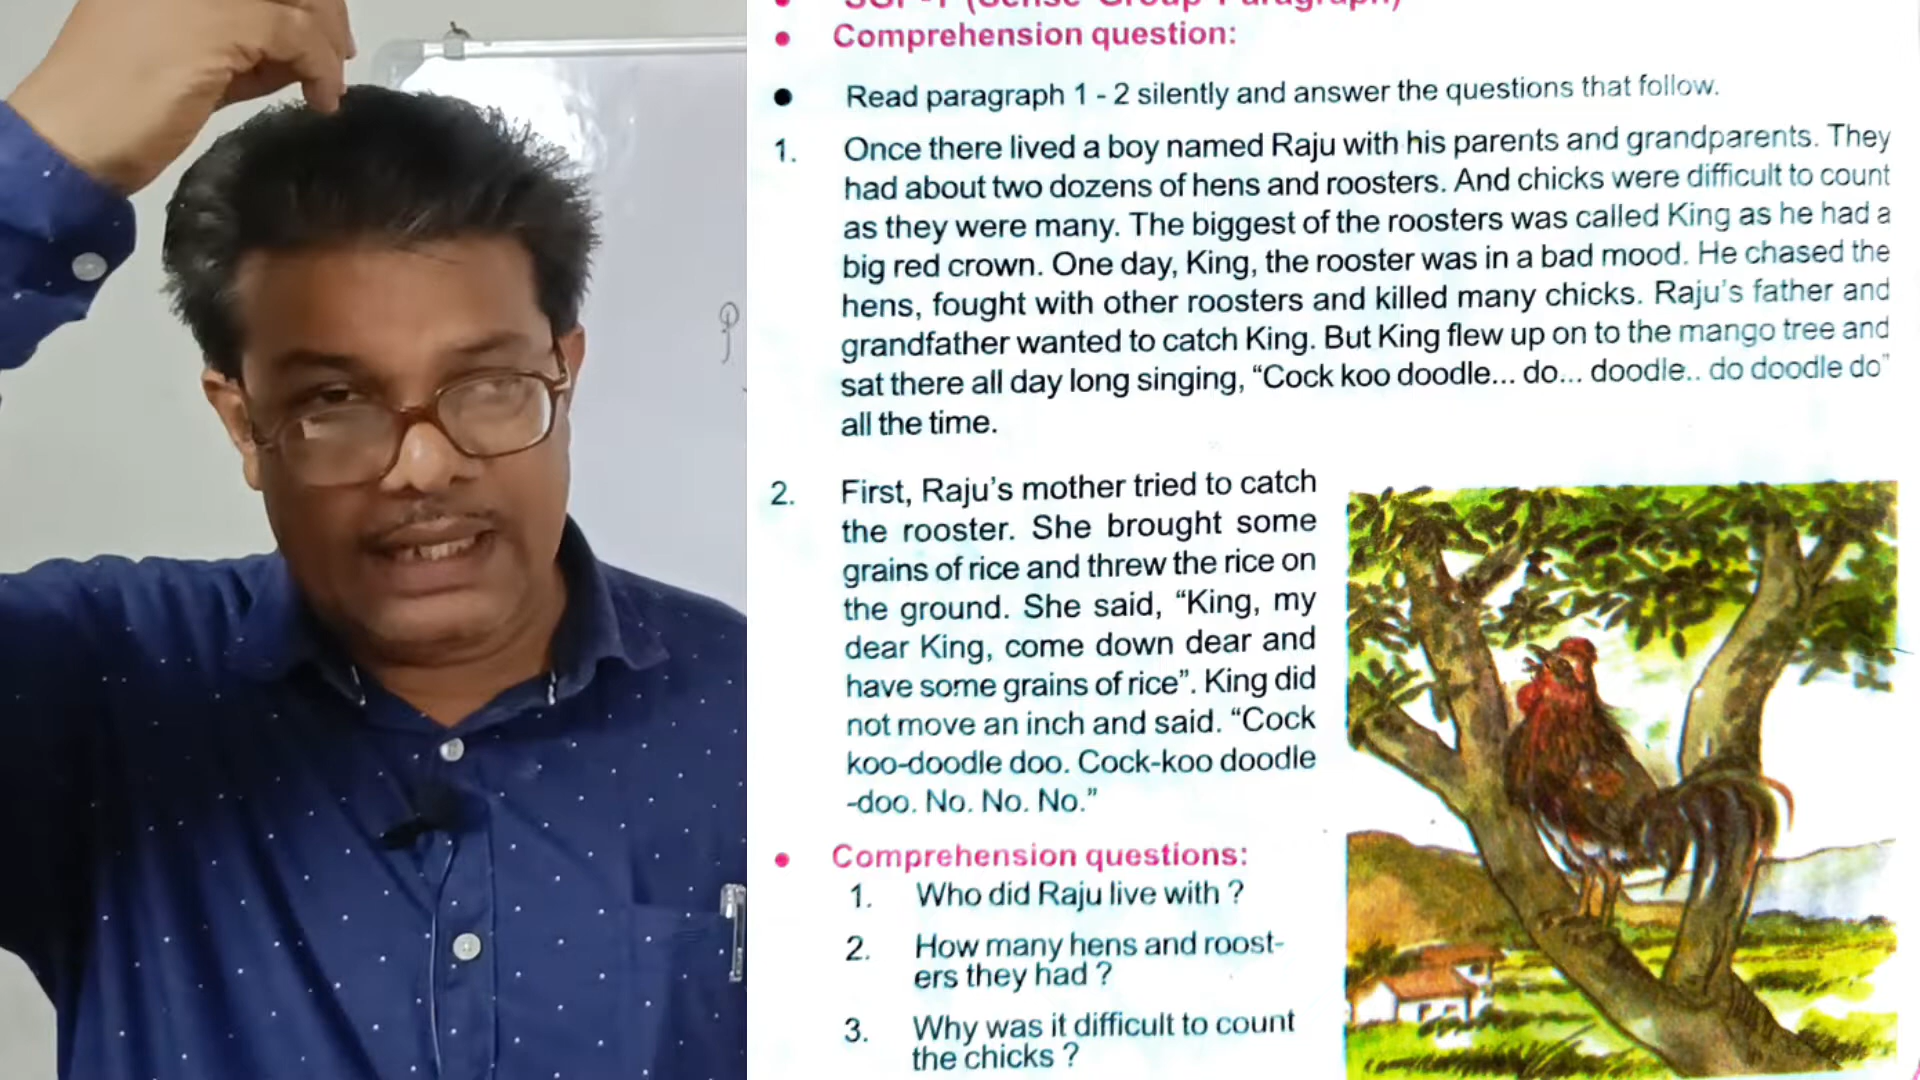 SGP -1 (Sense Group Paragraph)
Comprehension question:
Read paragraph 1 - 2 silently and answer the questions that follow.
1. Once there lived a boy named Raju with his parents and grandparents. They
had about two dozens of hens and roosters. And chicks were difficult to count
as they were many. The biggest of the roosters was called King as he had a
big red crown. One day, King, the rooster was in a bad mood. He chased the
hens, fought with other roosters and killed many chicks. Raju's father and
grandfather wanted to catch King. But King flew up on to the mango tree and
sat there all day long singing, “Cock koo doodle... do... doodle.. do doodle do”
all the time.
2. First, Raju's mother tried to catch
the rooster. She brought some
grains of rice and threw the rice on
the ground. She said, “King, my
dear King, come down dear and
have some grains of rice”. King did
not move an inch and said. “Cock
koo-doodle doo. Cock-koo doodle
-doo. No. No. No.”
Comprehension questions:
1. Who did Raju live with ?
2. How many hens and roost-
ers they had ?
3. Why was it difficult to count
the chicks ?